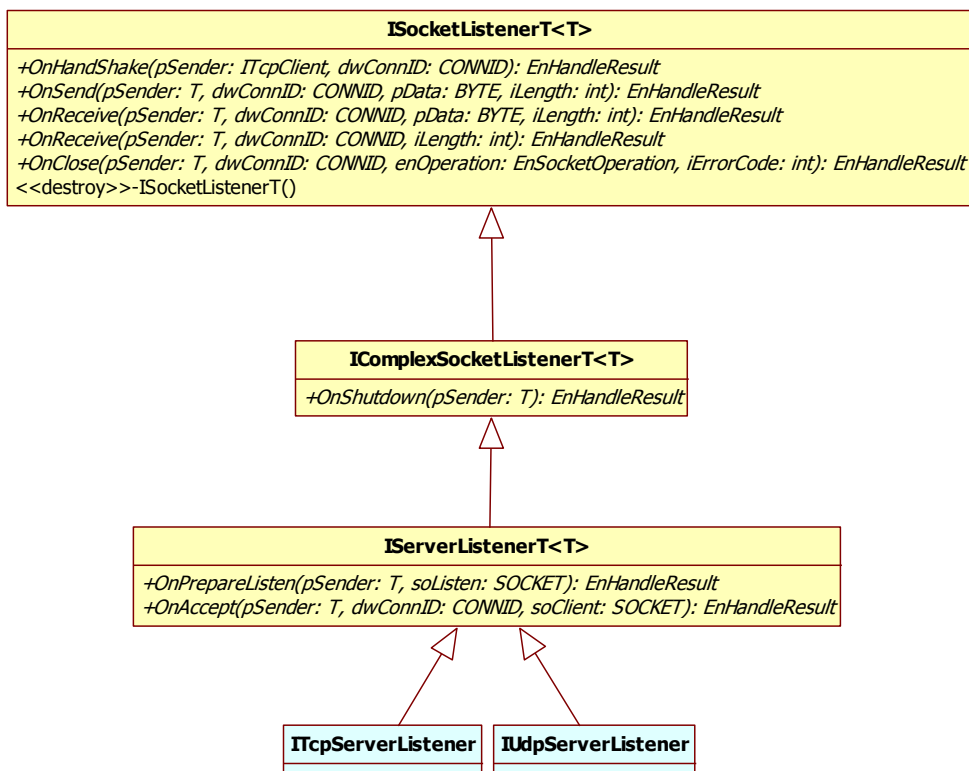 ISocketListenerT<T>
+OnHandShake(pSender: ITcpClient, dwConnID: CONNID): EnHandleResult
+OnSend(pSender: T, dwConnID: CONNID, pData: BYTE, iLength: int): EnHandleResult
+OnReceive(pSender: T, dwConnID: CONNID, pData: BYTE, iLength: int): EnHandleResult
+OnReceive(pSender: T, dwConnID: CONNID, iLength: int): EnHandleResult
+OnClose(pSender: T, dwConnID: CONNID, enOperation: EnSocketOperation, iErrorCode: int): EnHandleResult
<<destroy>>-ISocketListenerT()
IComplexSocketListenerT<T>
+OnShutdown(pSender: T): EnHandleResult
IServerListenerT<T>
+OnPrepareListen(pSender: T, soListen: SOCKET): EnHandleResult
+OnAccept(pSender: T, dwConnID: CONNID, soClient: SOCKET): EnHandleResult
ITcpServerListener
IUdpServerListener